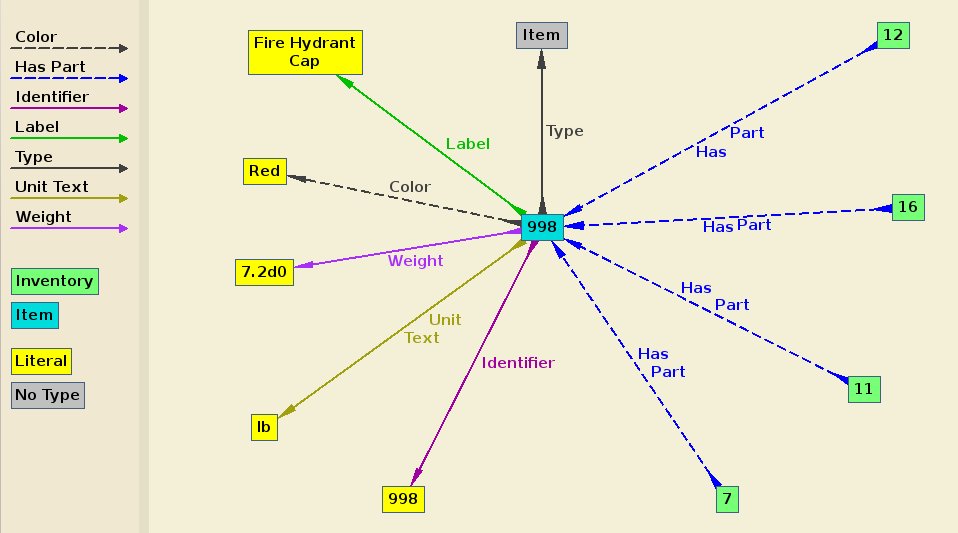 Color
Has Part
Identifier
Label
Type
Unit Text
Weight
Inventory
Item
Literal
No Type
Fire Hydrant
Cap
Item
12
Type
Part
Has
Label
Red
Color
16
998
Has Part
7.2d0
Weight
Has
Part
Unit
Text
Identifier
Has
Part
11
lb
998
7